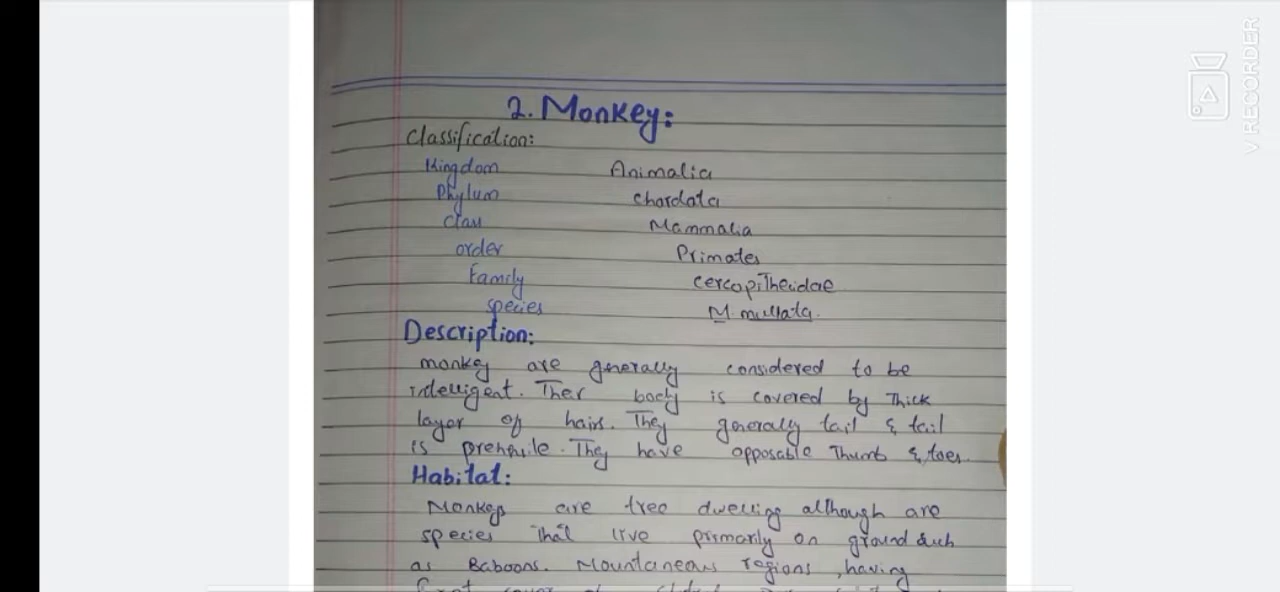 2. Monkey:
Classification:
Kingdom Animalia
Phylum Chordata
Class Mammalia
order Primates
Family Cercopithecidae
species M. mullata.
Description:
monkey are generally considered to be
intelligent. Ther body is covered by Thick
layer of hairs. They generally tail & tail
is prehensile. They have opposable Thumb & toes.
Habitat:
Monkeys are tree dwelling although are
species that live primarily on ground such
as Baboons. Mountaneous regions, having
V RECORDER